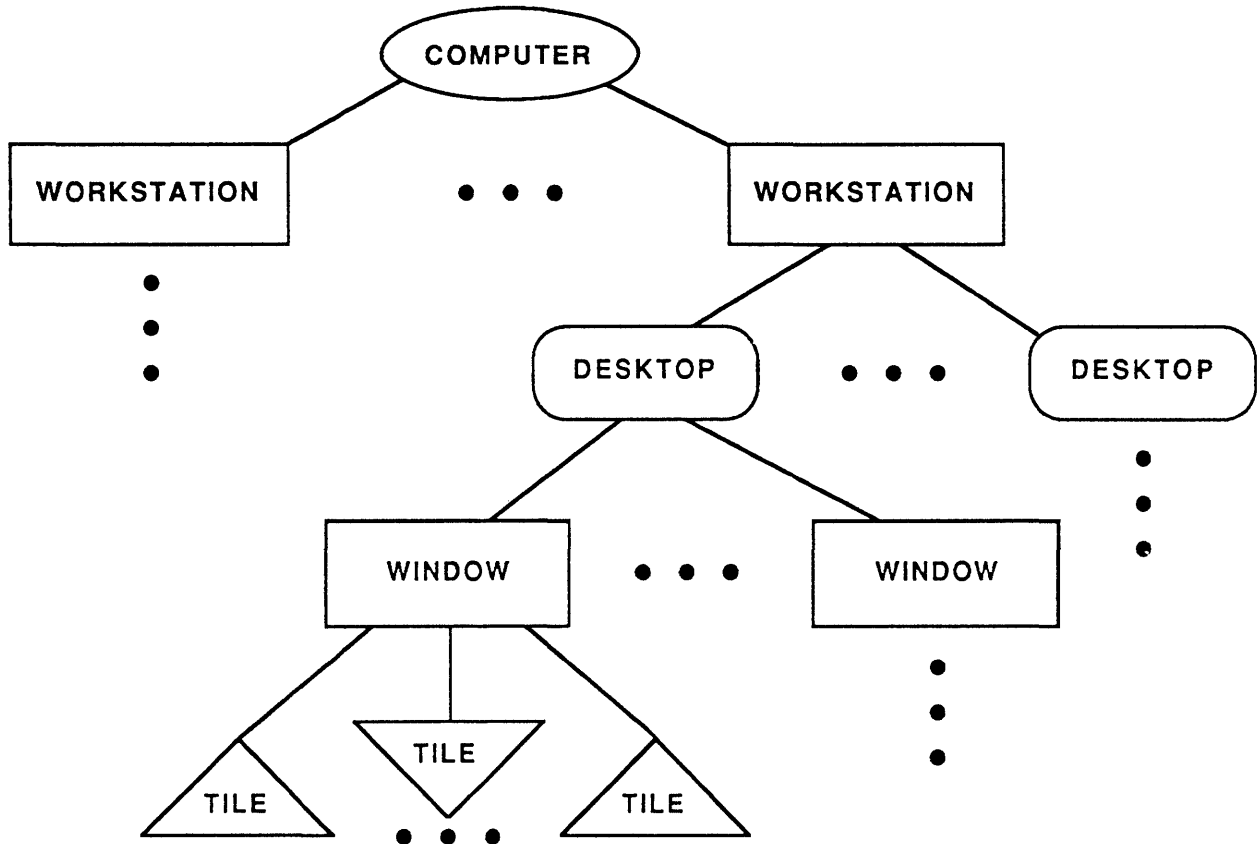 COMPUTER
WORKSTATION
WORKSTATION
DESKTOP
DESKTOP
WINDOW
WINDOW
TILE
TILE
TILE